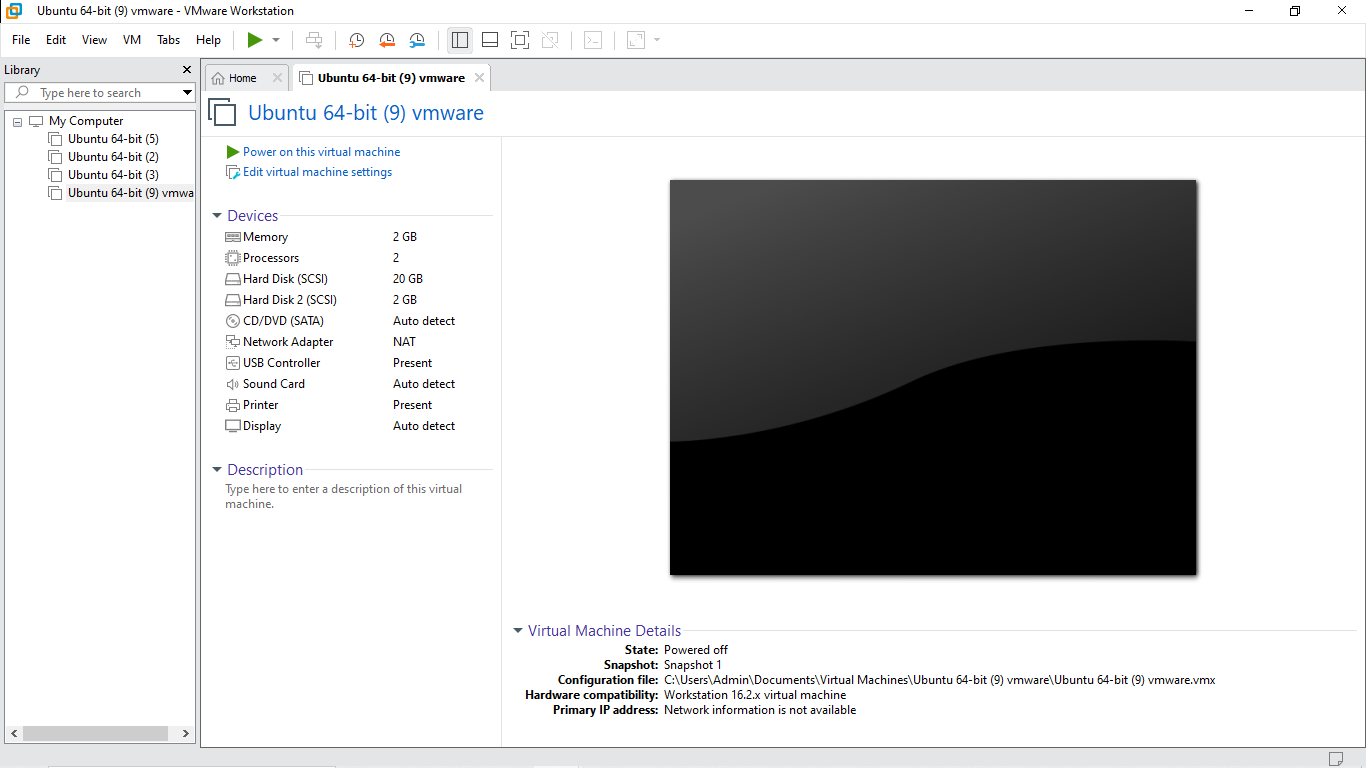 Ubuntu 64-bit (9) vmware - VMware Workstation
File Edit View VM Tabs Help
Library
Type here to search
My Computer
Ubuntu 64-bit (5)
Ubuntu 64-bit (2)
Ubuntu 64-bit (3)
Ubuntu 64-bit (9) vmwa
Home
Ubuntu 64-bit (9) vmware
Ubuntu 64-bit (9) vmware
Power on this virtual machine
Edit virtual machine settings
Devices
Memory 2 GB
Processors 2
Hard Disk (SCSI) 20 GB
Hard Disk 2 (SCSI) 2 GB
CD/DVD (SATA) Auto detect
Network Adapter NAT
USB Controller Present
Sound Card Auto detect
Printer Present
Display Auto detect
Description
Type here to enter a description of this virtual
machine.
Virtual Machine Details
State: Powered off
Snapshot: Snapshot 1
Configuration file: C:\Users\Admin\Documents\Virtual Machines\Ubuntu 64-bit (9) vmware\Ubuntu 64-bit (9) vmware.vmx
Hardware compatibility: Workstation 16.2.x virtual machine
Primary IP address: Network information is not available